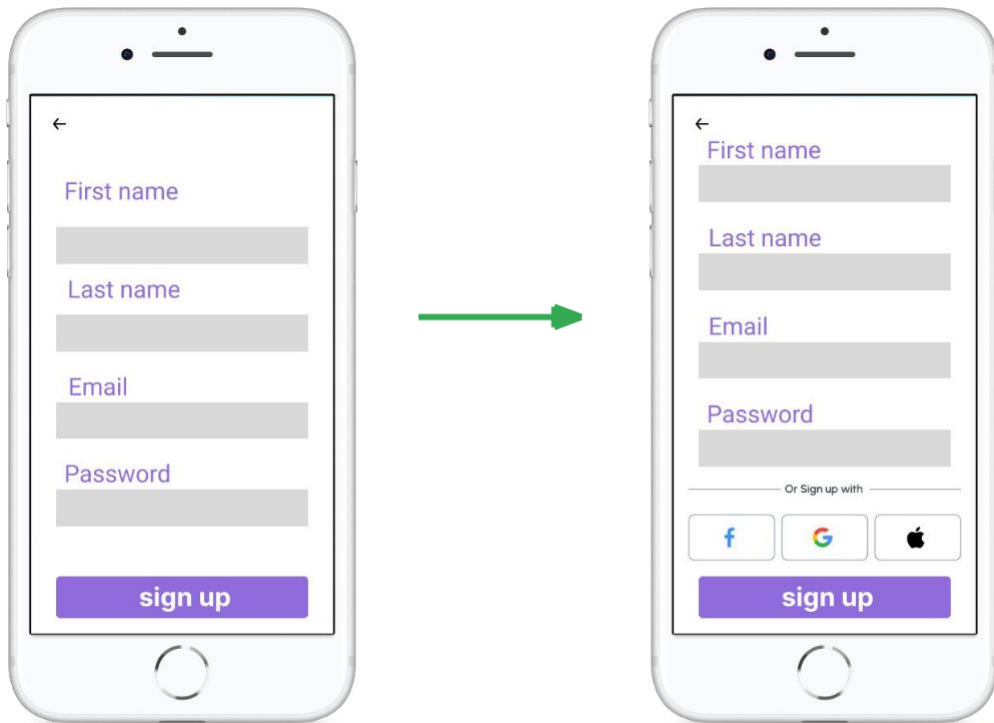 First name
Last name
Email
Password
sign up
First name
Last name
Email
Password
Or Sign up with
sign up